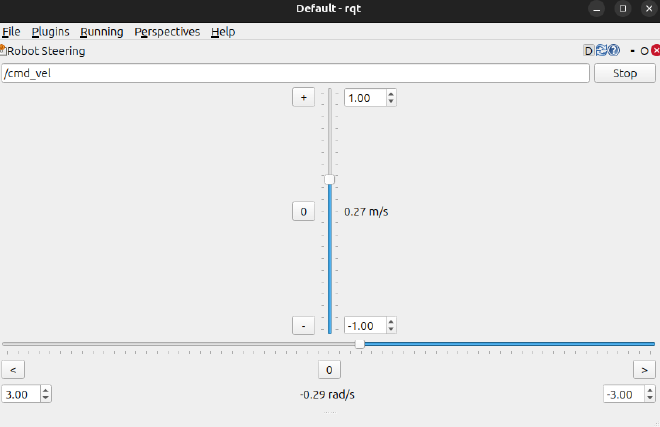 Default - rqt
File Plugins Running Perspectives Help
Robot Steering D
/cmd_vel Stop
+ 1.00
0 0.27 m/s
- -1.00
< 0 >
3.00 -0.29 rad/s -3.00